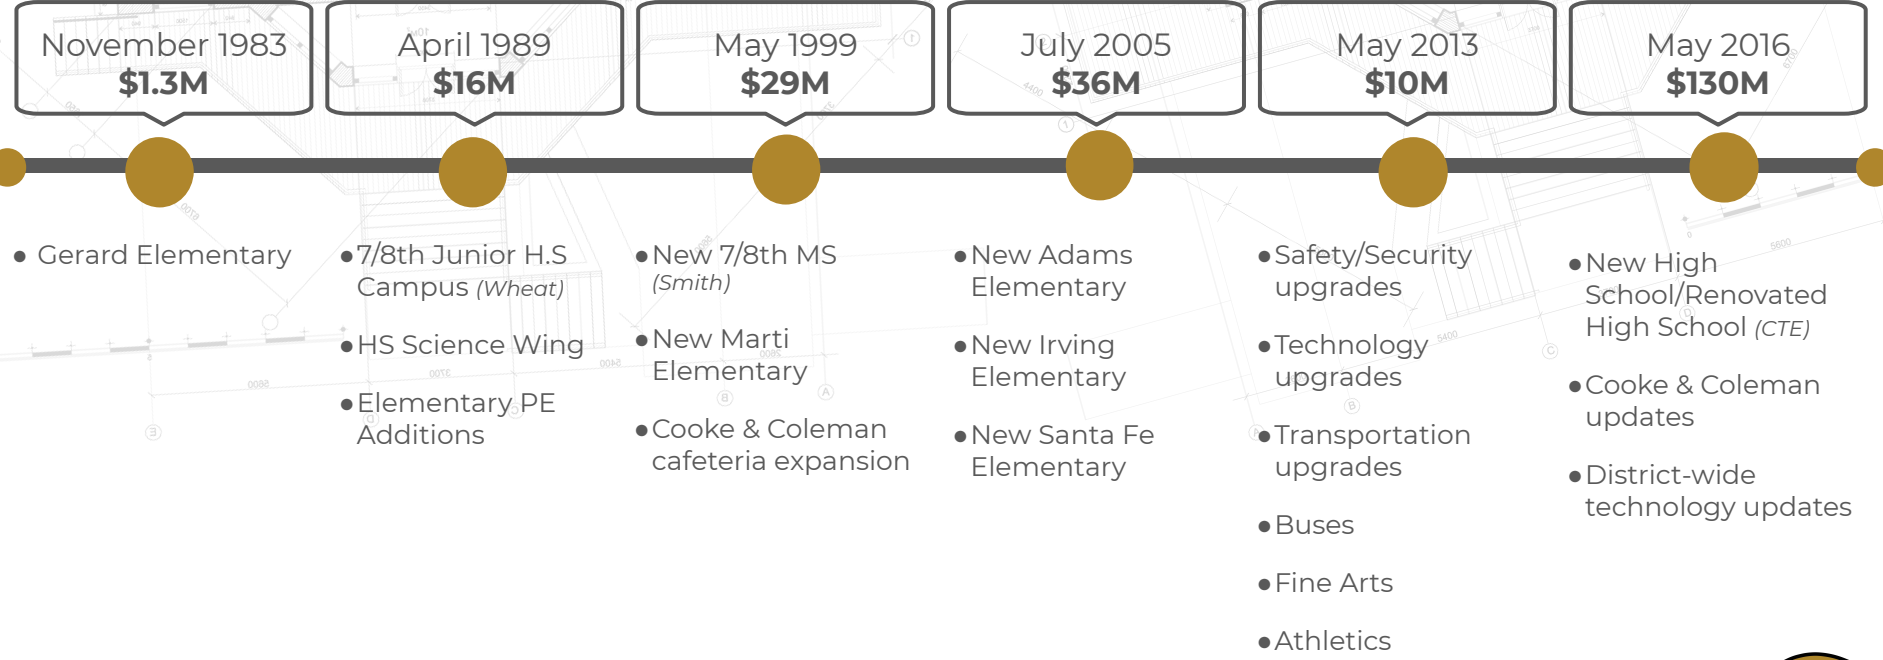 November 1983
$1.3M
● Gerard Elementary
April 1989
$16M
●7/8th Junior H.S
Campus (Wheat)
●HS Science Wing
●Elementary PE
Additions
May 1999
$29M
●New 7/8th MS
(Smith)
●New Marti
Elementary
●Cooke & Coleman
cafeteria expansion
July 2005
$36M
●New Adams
Elementary
●New Irving
Elementary
●New Santa Fe
Elementary
May 2013
$10M
●Safety/Security
upgrades
●Technology
upgrades
●Transportation
upgrades
●Buses
●Fine Arts
●Athletics
May 2016
$130M
●New High
School/Renovated
High School (CTE)
●Cooke & Coleman
updates
●District-wide
technology updates